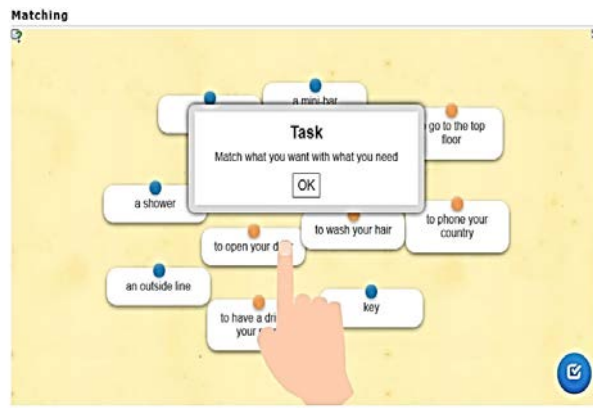 Matching
a mini bar
go to the top
floor
Task
Match what you want with what you need
OK
a shower
to wash your hair
to phone your
country
to open your
an outside line
key
to have a
your